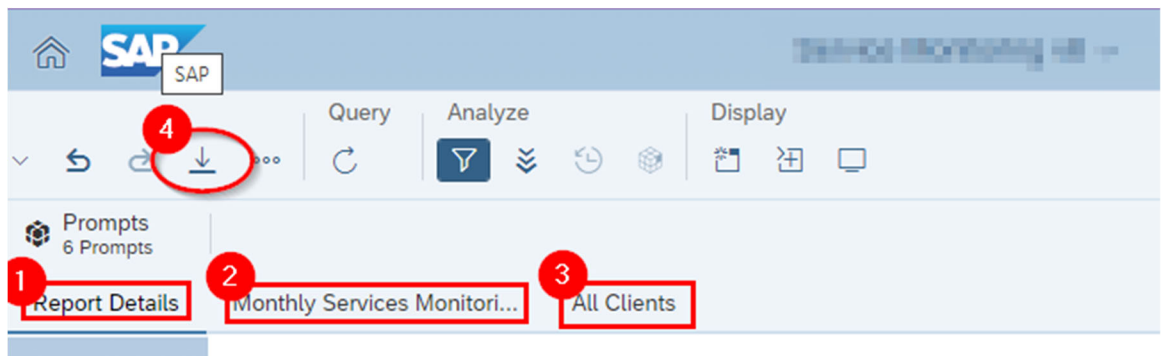 SAP
SAP
Query Analyze Display
4
Prompts
6 Prompts
1 2 3
Report Details Monthly Services Monitori... All Clients